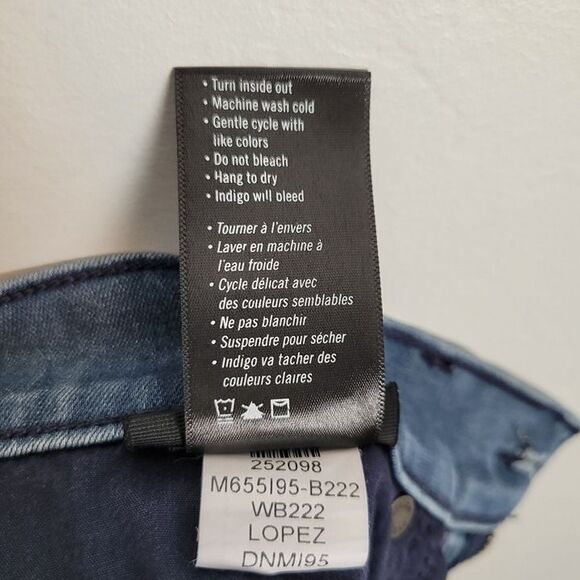 • Turn inside out
• Machine wash cold
• Gentle cycle with
like colors
• Do not bleach
• Hang to dry
• Indigo will bleed
• Tourner à l'envers
• Laver en machine à
l'eau froide
• Cycle délicat avec
des couleurs semblables
• Ne pas blanchir
• Suspendre pour sécher
• Indigo va tacher des
couleurs claires
252098
M655I95-B222
WB222
LOPEZ
DNMI95